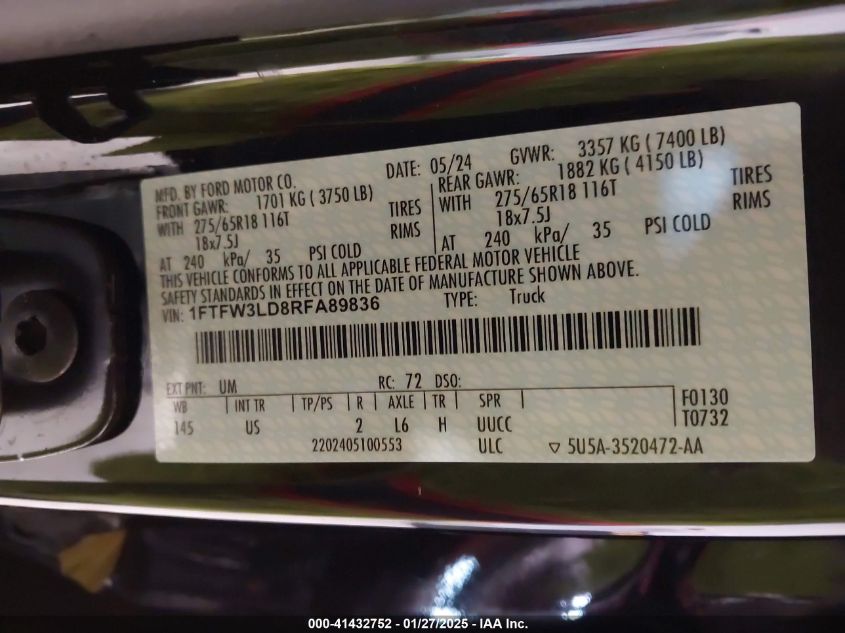 MFD. BY FORD MOTOR CO. DATE: 05/24 GVWR: 3357 KG ( 7400 LB)
FRONT GAWR: 1701 KG ( 3750 LB) REAR GAWR: 1882 KG ( 4150 LB)
WITH 275/65R18 116T TIRES WITH 275/65R18 116T TIRES
18x7.5J RIMS 18x7.5J RIMS
AT 240 kPa/ 35 PSI COLD AT 240 kPa/ 35 PSI COLD
THIS VEHICLE CONFORMS TO ALL APPLICABLE FEDERAL MOTOR VEHICLE
SAFETY STANDARDS IN EFFECT ON THE DATE OF MANUFACTURE SHOWN ABOVE.
VIN: 1FTFW3LD8RFA89836 TYPE: Truck
EXT PNT: UM RC: 72 DSO:
WB INT TR TP/PS R AXLE TR SPR F0130
145 US 2 L6 H UUCC T0732
2202405100553 ULC ▽ 5U5A-3520472-AA
000-41432752 - 01/27/2025 - IAA Inc.